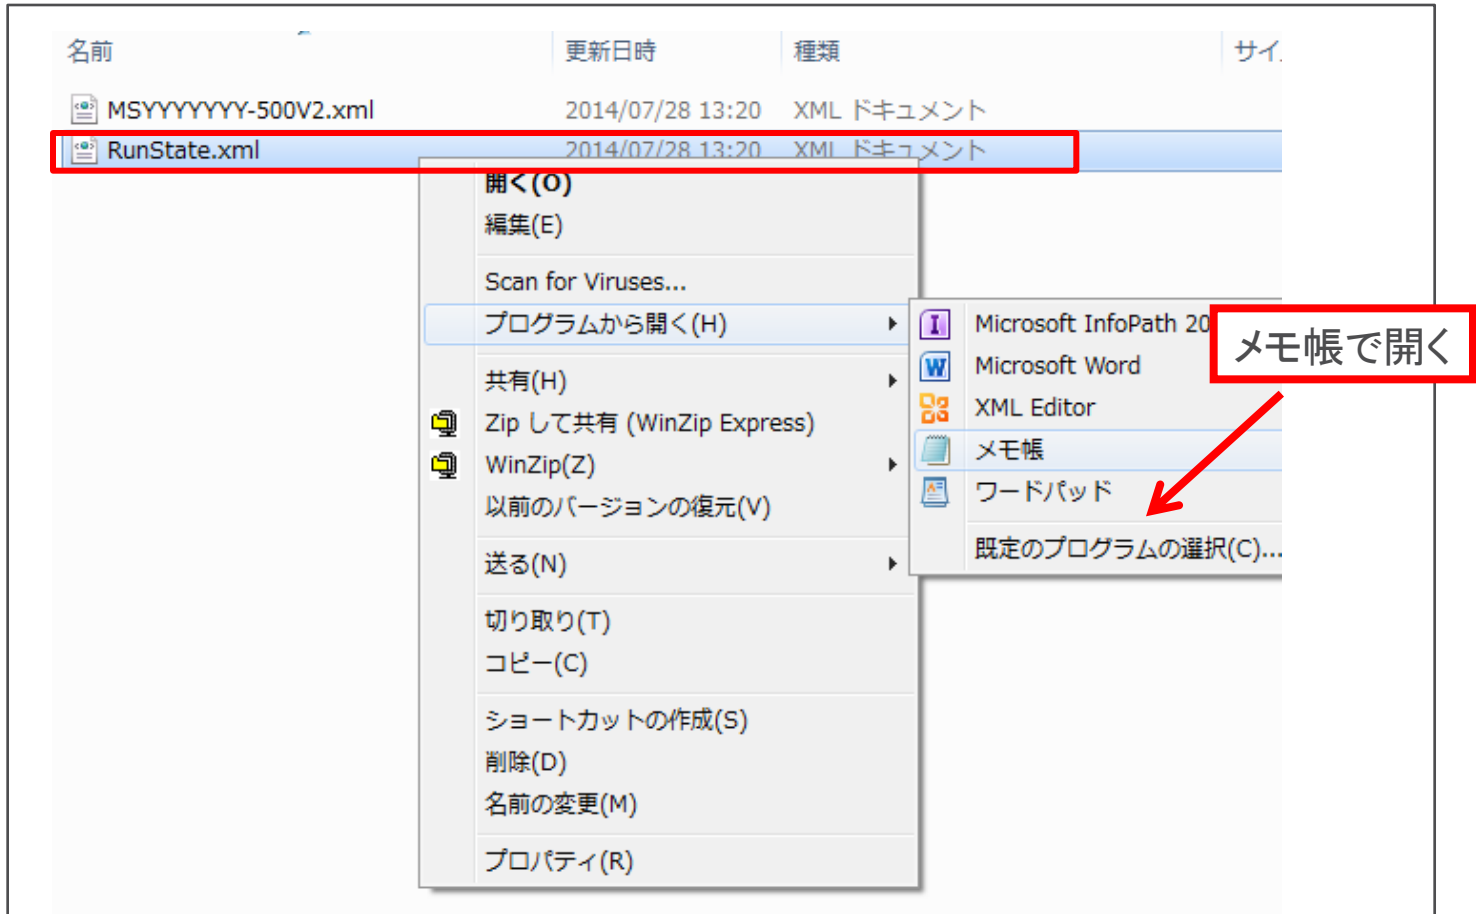 名前 更新日時 種類 サイ
MSYYYYYYY-500V2.xml 2014/07/28 13:20 XML ドキュメント
RunState.xml 2014/07/28 13:20 XML ドキュメント
開く(O)
編集(E)
Scan for Viruses...
プログラムから開く(H)
共有(H)
Zip して共有 (WinZip Express)
WinZip(Z)
以前のバージョンの復元(V)
送る(N)
切り取り(T)
コピー(C)
ショートカットの作成(S)
削除(D)
名前の変更(M)
プロパティ(R)
Microsoft InfoPath 20
Microsoft Word
XML Editor
メモ帳
ワードパッド
既定のプログラムの選択(C)...
メモ帳で開く